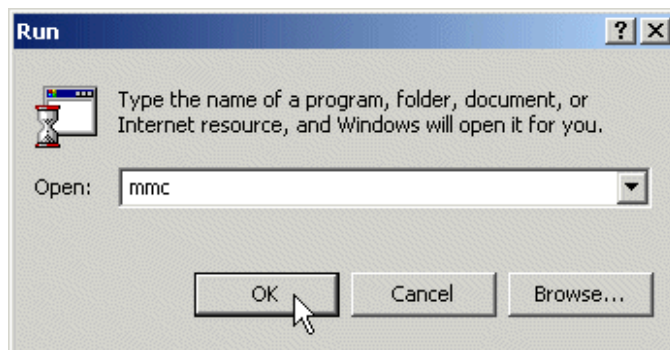 Run
Type the name of a program, folder, document, or
Internet resource, and Windows will open it for you.
Open: mmc
OK Cancel Browse...